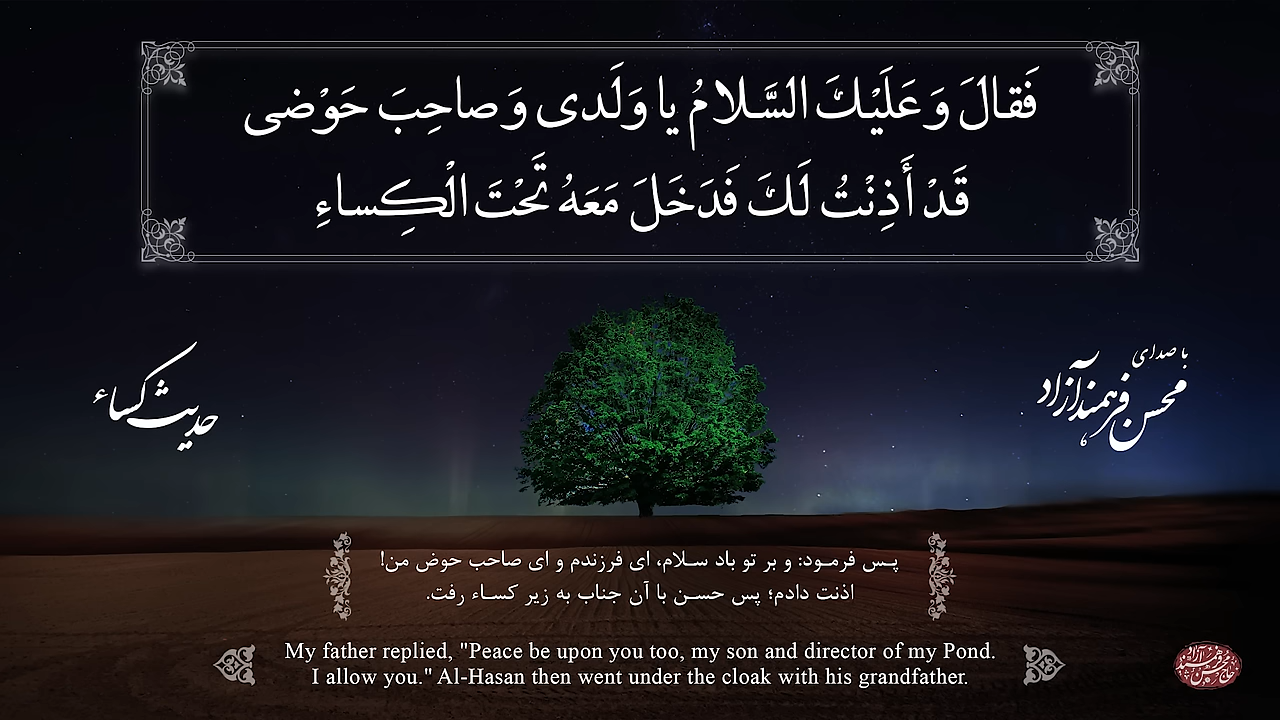 فَقالَ وَ عَلَيْكَ السَّلامُ يا وَلَدى وَ صاحِبَ حَوْضى
قَدْ أَذِنْتُ لَكَ فَدَخَلَ مَعَهُ تَحْتَ الْكِساءِ
با صدای
محسن فرهمندآزاد
حدیث کساء
پس فرمود: و بر تو باد سلام، ای فرزندم و ای صاحب حوض من!
اذنت دادم؛ پس حسن با آن جناب به زیر کساء رفت.
My father replied, "Peace be upon you too, my son and director of my Pond.
I allow you." Al-Hasan then went under the cloak with his grandfather.